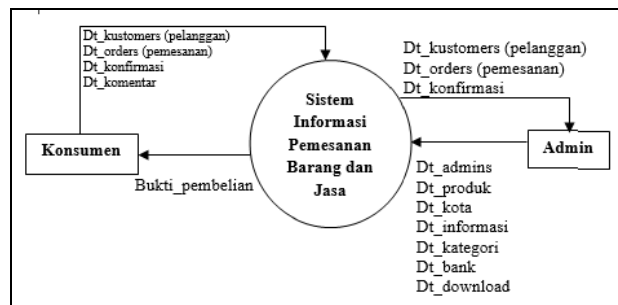 Dt_kustomers (pelanggan)
Dt_orders (pemesanan)
Dt_konfirmasi
Dt_komentar
Konsumen
Bukti_pembelian
Sistem
Informasi
Pemesanan
Barang dan
Jasa
Dt_kustomers (pelanggan)
Dt_orders (pemesanan)
Dt_konfirmasi
Admin
Dt_admins
Dt_produk
Dt_kota
Dt_informasi
Dt_kategori
Dt_bank
Dt_download